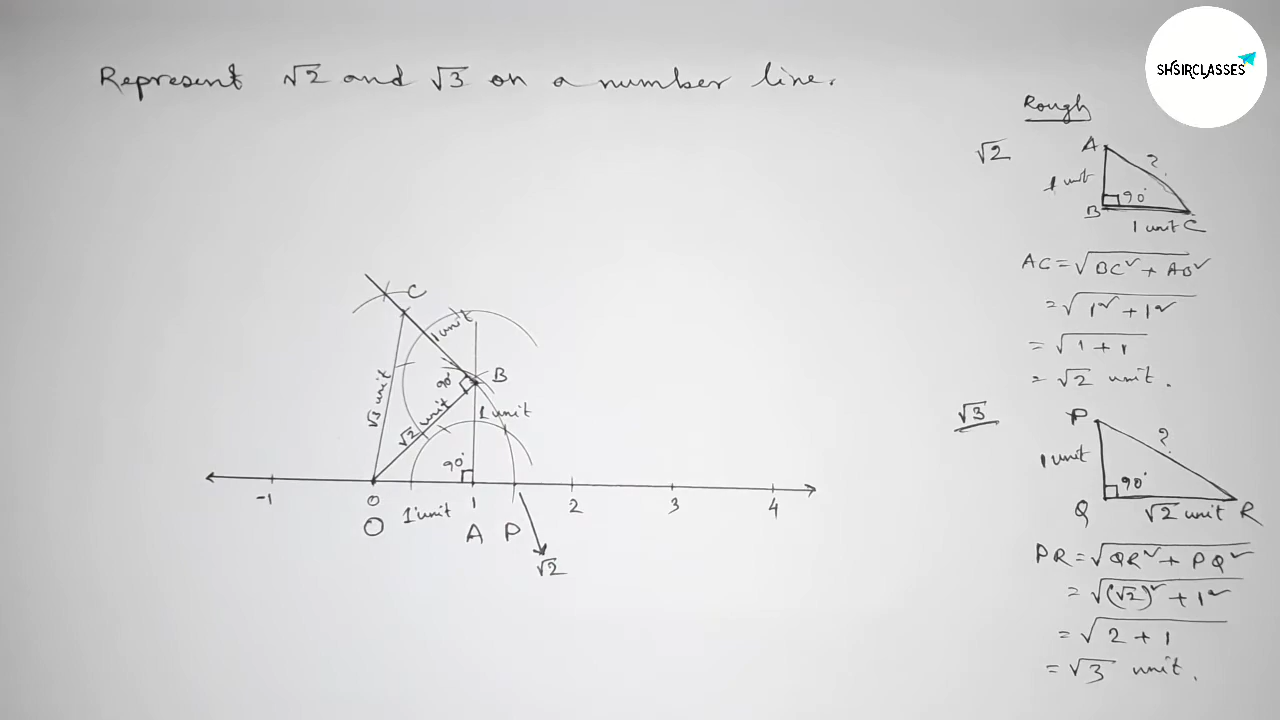 Represent √2 and √3 on a number line.
SHSIRCLASSES
Rough
√2
A
?
1 unit
90°
B
1 unit C
AC = √BC² + AB²
= √1² + 1²
= √1 + 1
= √2 unit.
√3
P
?
1 unit
90°
Q
√2 unit R
PR = √QR² + PQ²
= √(√2)² + 1²
= √2 + 1
= √3 unit.
C
1 unit
√3 unit
90°
B
√2 unit
1 unit
90°
-1 0 1 2 3 4
O 1 unit A P
√2